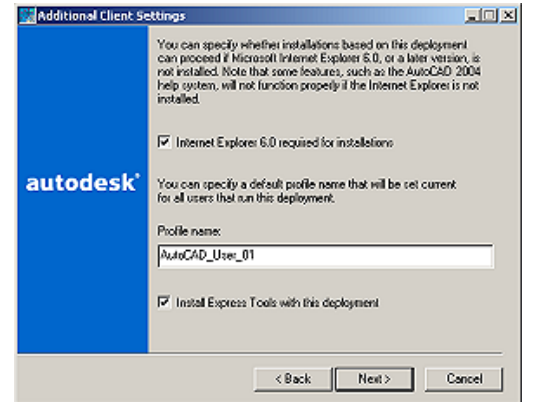 Additional Client Settings
You can specify whether installations based on this deployment
can proceed if Microsoft Internet Explorer 6.0, or a later version, is
not installed. Note that some features, such as the AutoCAD 2004
help system, will not function properly if the Internet Explorer is not
installed.
Internet Explorer 6.0 required for installations
autodesk
You can specify a default profile name that will be set current
for all users that run this deployment.
Profile name:
AutoCAD_User_01
Install Express Tools with this deployment
< Back
Next >
Cancel